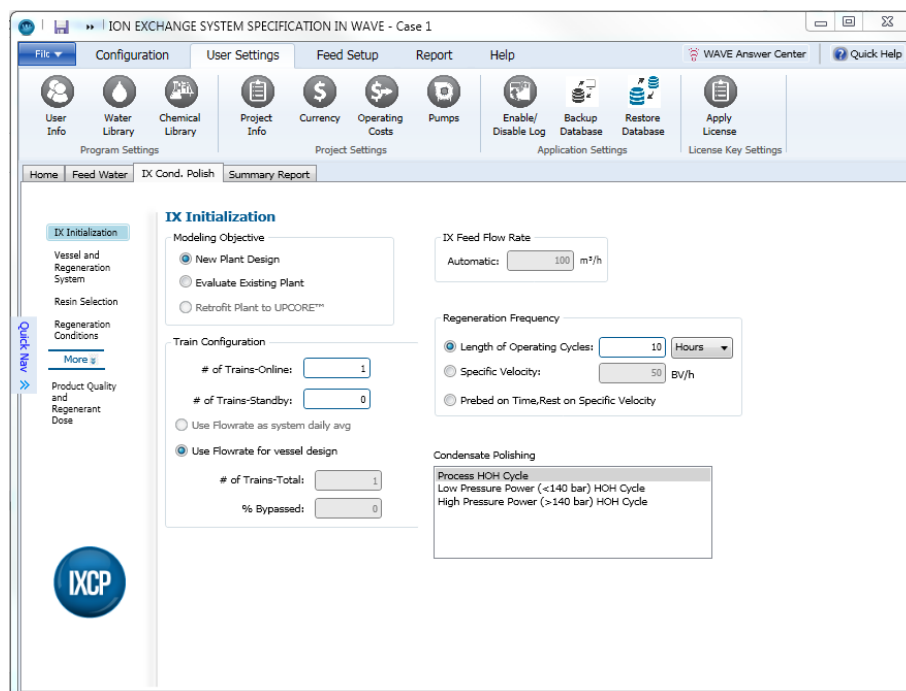 ION EXCHANGE SYSTEM SPECIFICATION IN WAVE - Case 1
File Configuration User Settings Feed Setup Report Help WAVE Answer Center Quick Help
User Info
Water Library
Chemical Library
Project Info
Currency
Operating Costs
Pumps
Enable/ Disable Log
Backup Database
Restore Database
Apply License
Program Settings Project Settings Application Settings License Key Settings
Home Feed Water IX Cond. Polish Summary Report
Quick Nav
IX Initialization
Vessel and
Regeneration
System
Resin Selection
Regeneration
Conditions
More
Product Quality
and
Regenerant
Dose
IXCP
IX Initialization
Modeling Objective
New Plant Design
Evaluate Existing Plant
Retrofit Plant to UPCORE™
Train Configuration
# of Trains-Online: 1
# of Trains-Standby: 0
Use Flowrate as system daily avg
Use Flowrate for vessel design
# of Trains-Total: 1
% Bypassed: 0
IX Feed Flow Rate
Automatic: 100 m³/h
Regeneration Frequency
Length of Operating Cycles: 10 Hours
Specific Velocity: 50 BV/h
Prebed on Time,Rest on Specific Velocity
Condensate Polishing
Process HOH Cycle
Low Pressure Power (<140 bar) HOH Cycle
High Pressure Power (>140 bar) HOH Cycle